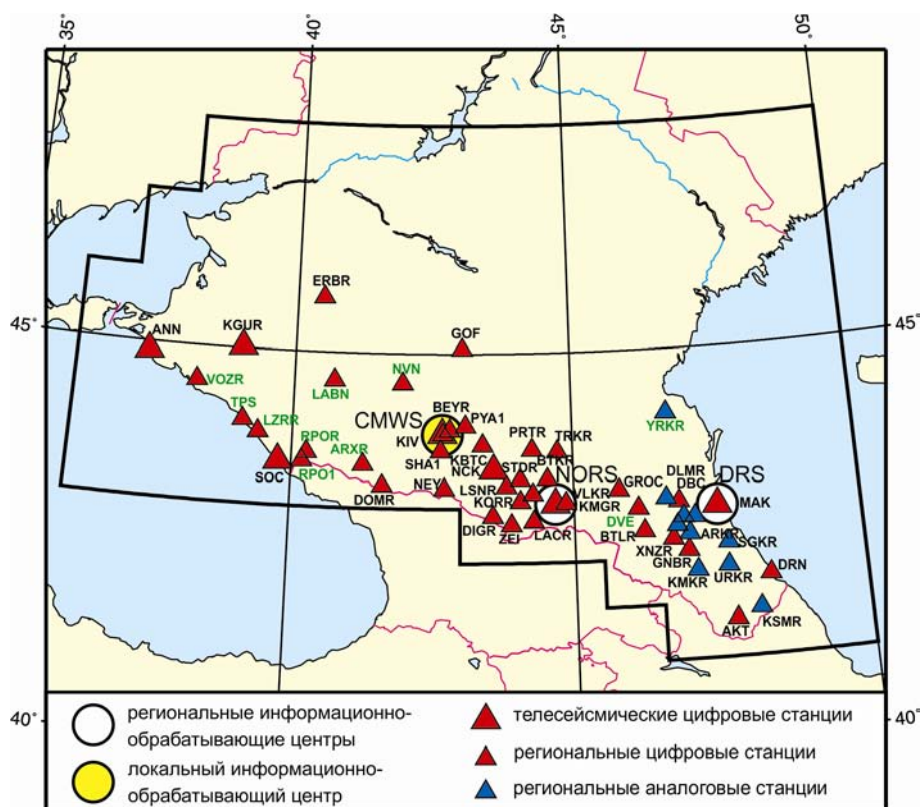 35°
40°
45°
50°
ERBR
45°
45°
ANN
KGUR
GOF
VOZR
LABN
NVN
TPS
BEYR
YRKR
LZRR
CMWS
PYA1
RPOR
ARXR
KIV
PRTR
TRKR
SHA1
KBTC
SOC
RPO1
NCK
STDR
BTKR
NORS
DLMR
DRS
DOMR
NEY
LSNR
VLKR
GROC
DBC
KORR
KMGR
MAK
DIGR
DVE
ZEI
LACR
BTLR
ARKR
SGKR
XNZR
GNBR
KMKR
URKR
DRN
AKT
KSMR
40°
40°
региональные информационно-
обрабатывающие центры
локальный информационно-
обрабатывающий центр
телесейсмические цифровые станции
региональные цифровые станции
региональные аналоговые станции